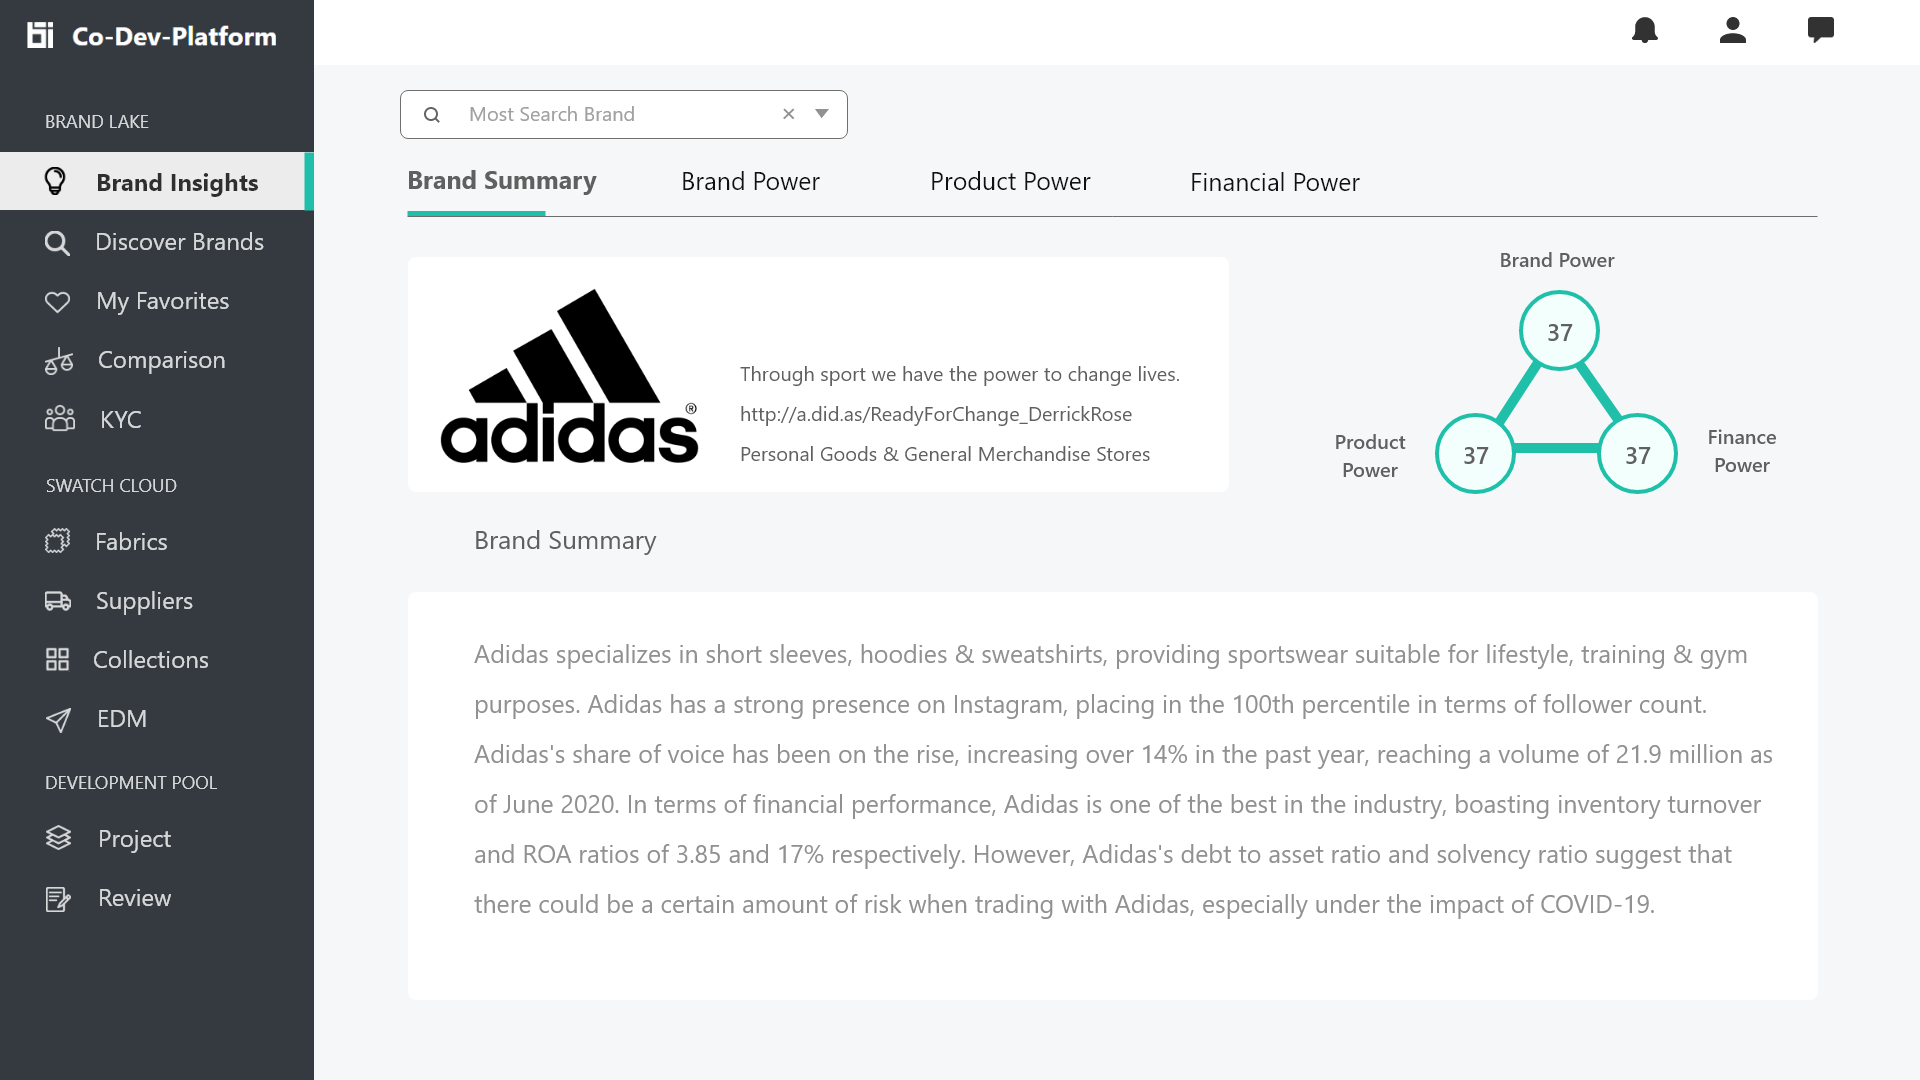 Co-Dev-Platform
BRAND LAKE
Brand Insights
Discover Brands
My Favorites
Comparison
KYC
SWATCH CLOUD
Fabrics
Suppliers
Collections
EDM
DEVELOPMENT POOL
Project
Review
Most Search Brand
Brand Summary
Brand Power
Product Power
Financial Power
adidas®
Through sport we have the power to change lives.
http://a.did.as/ReadyForChange_DerrickRose
Personal Goods & General Merchandise Stores
Brand Power
37
Product
Power
37
37
Finance
Power
Brand Summary
Adidas specializes in short sleeves, hoodies & sweatshirts, providing sportswear suitable for lifestyle, training & gym
purposes. Adidas has a strong presence on Instagram, placing in the 100th percentile in terms of follower count.
Adidas's share of voice has been on the rise, increasing over 14% in the past year, reaching a volume of 21.9 million as
of June 2020. In terms of financial performance, Adidas is one of the best in the industry, boasting inventory turnover
and ROA ratios of 3.85 and 17% respectively. However, Adidas's debt to asset ratio and solvency ratio suggest that
there could be a certain amount of risk when trading with Adidas, especially under the impact of COVID-19.